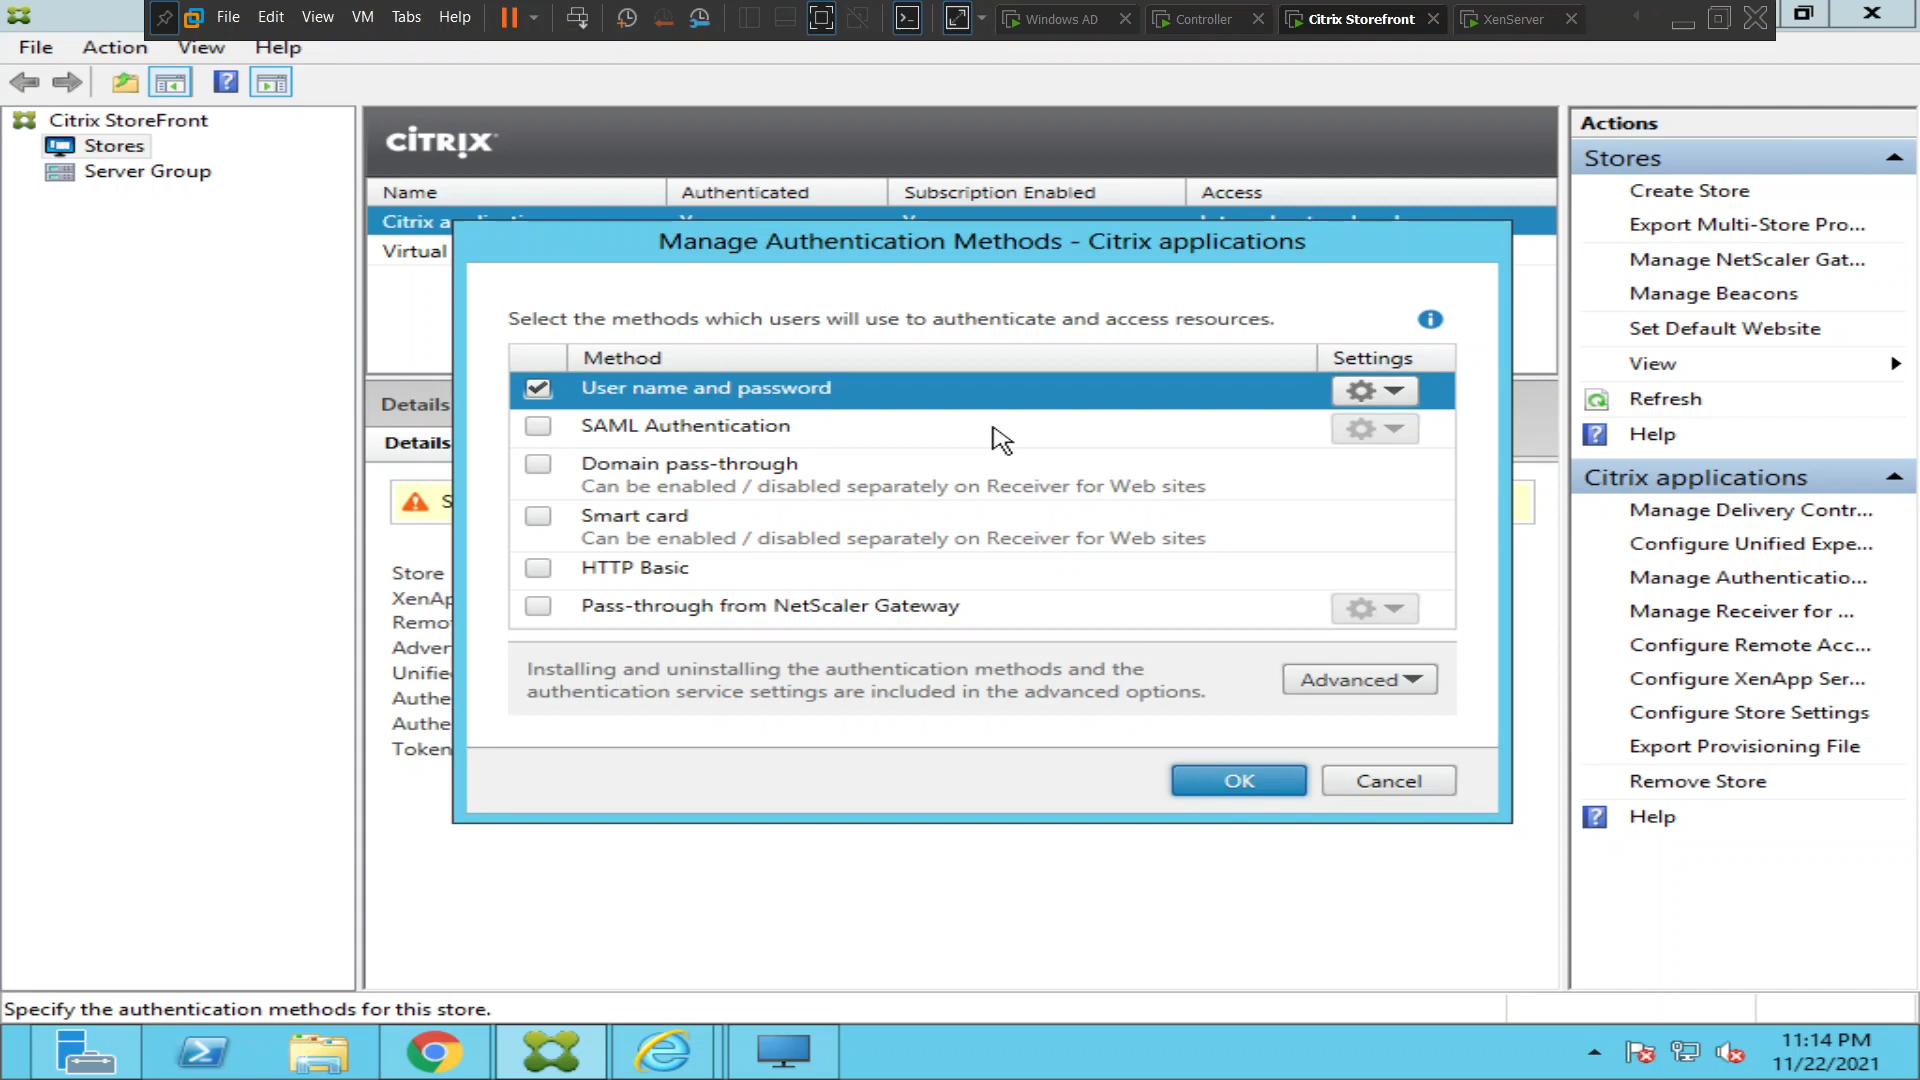 File Edit View VM Tabs Help
Windows AD
Controller
Citrix Storefront
XenServer
File Action View Help
Citrix StoreFront
Stores
Server Group
CiTRIX
Name Authenticated Subscription Enabled Access
Citrix a
Virtual
Details
Details
S
Store
XenAp
Remo
Adver
Unifie
Authe
Authe
Token
Manage Authentication Methods - Citrix applications
Select the methods which users will use to authenticate and access resources.
Method Settings
User name and password
SAML Authentication
Domain pass-through
Can be enabled / disabled separately on Receiver for Web sites
Smart card
Can be enabled / disabled separately on Receiver for Web sites
HTTP Basic
Pass-through from NetScaler Gateway
Installing and uninstalling the authentication methods and the
authentication service settings are included in the advanced options.
Advanced
OK Cancel
Actions
Stores
Create Store
Export Multi-Store Pro...
Manage NetScaler Gat...
Manage Beacons
Set Default Website
View
Refresh
Help
Citrix applications
Manage Delivery Contr...
Configure Unified Expe...
Manage Authenticatio...
Manage Receiver for ...
Configure Remote Acc...
Configure XenApp Ser...
Configure Store Settings
Export Provisioning File
Remove Store
Help
Specify the authentication methods for this store.
11:14 PM
11/22/2021